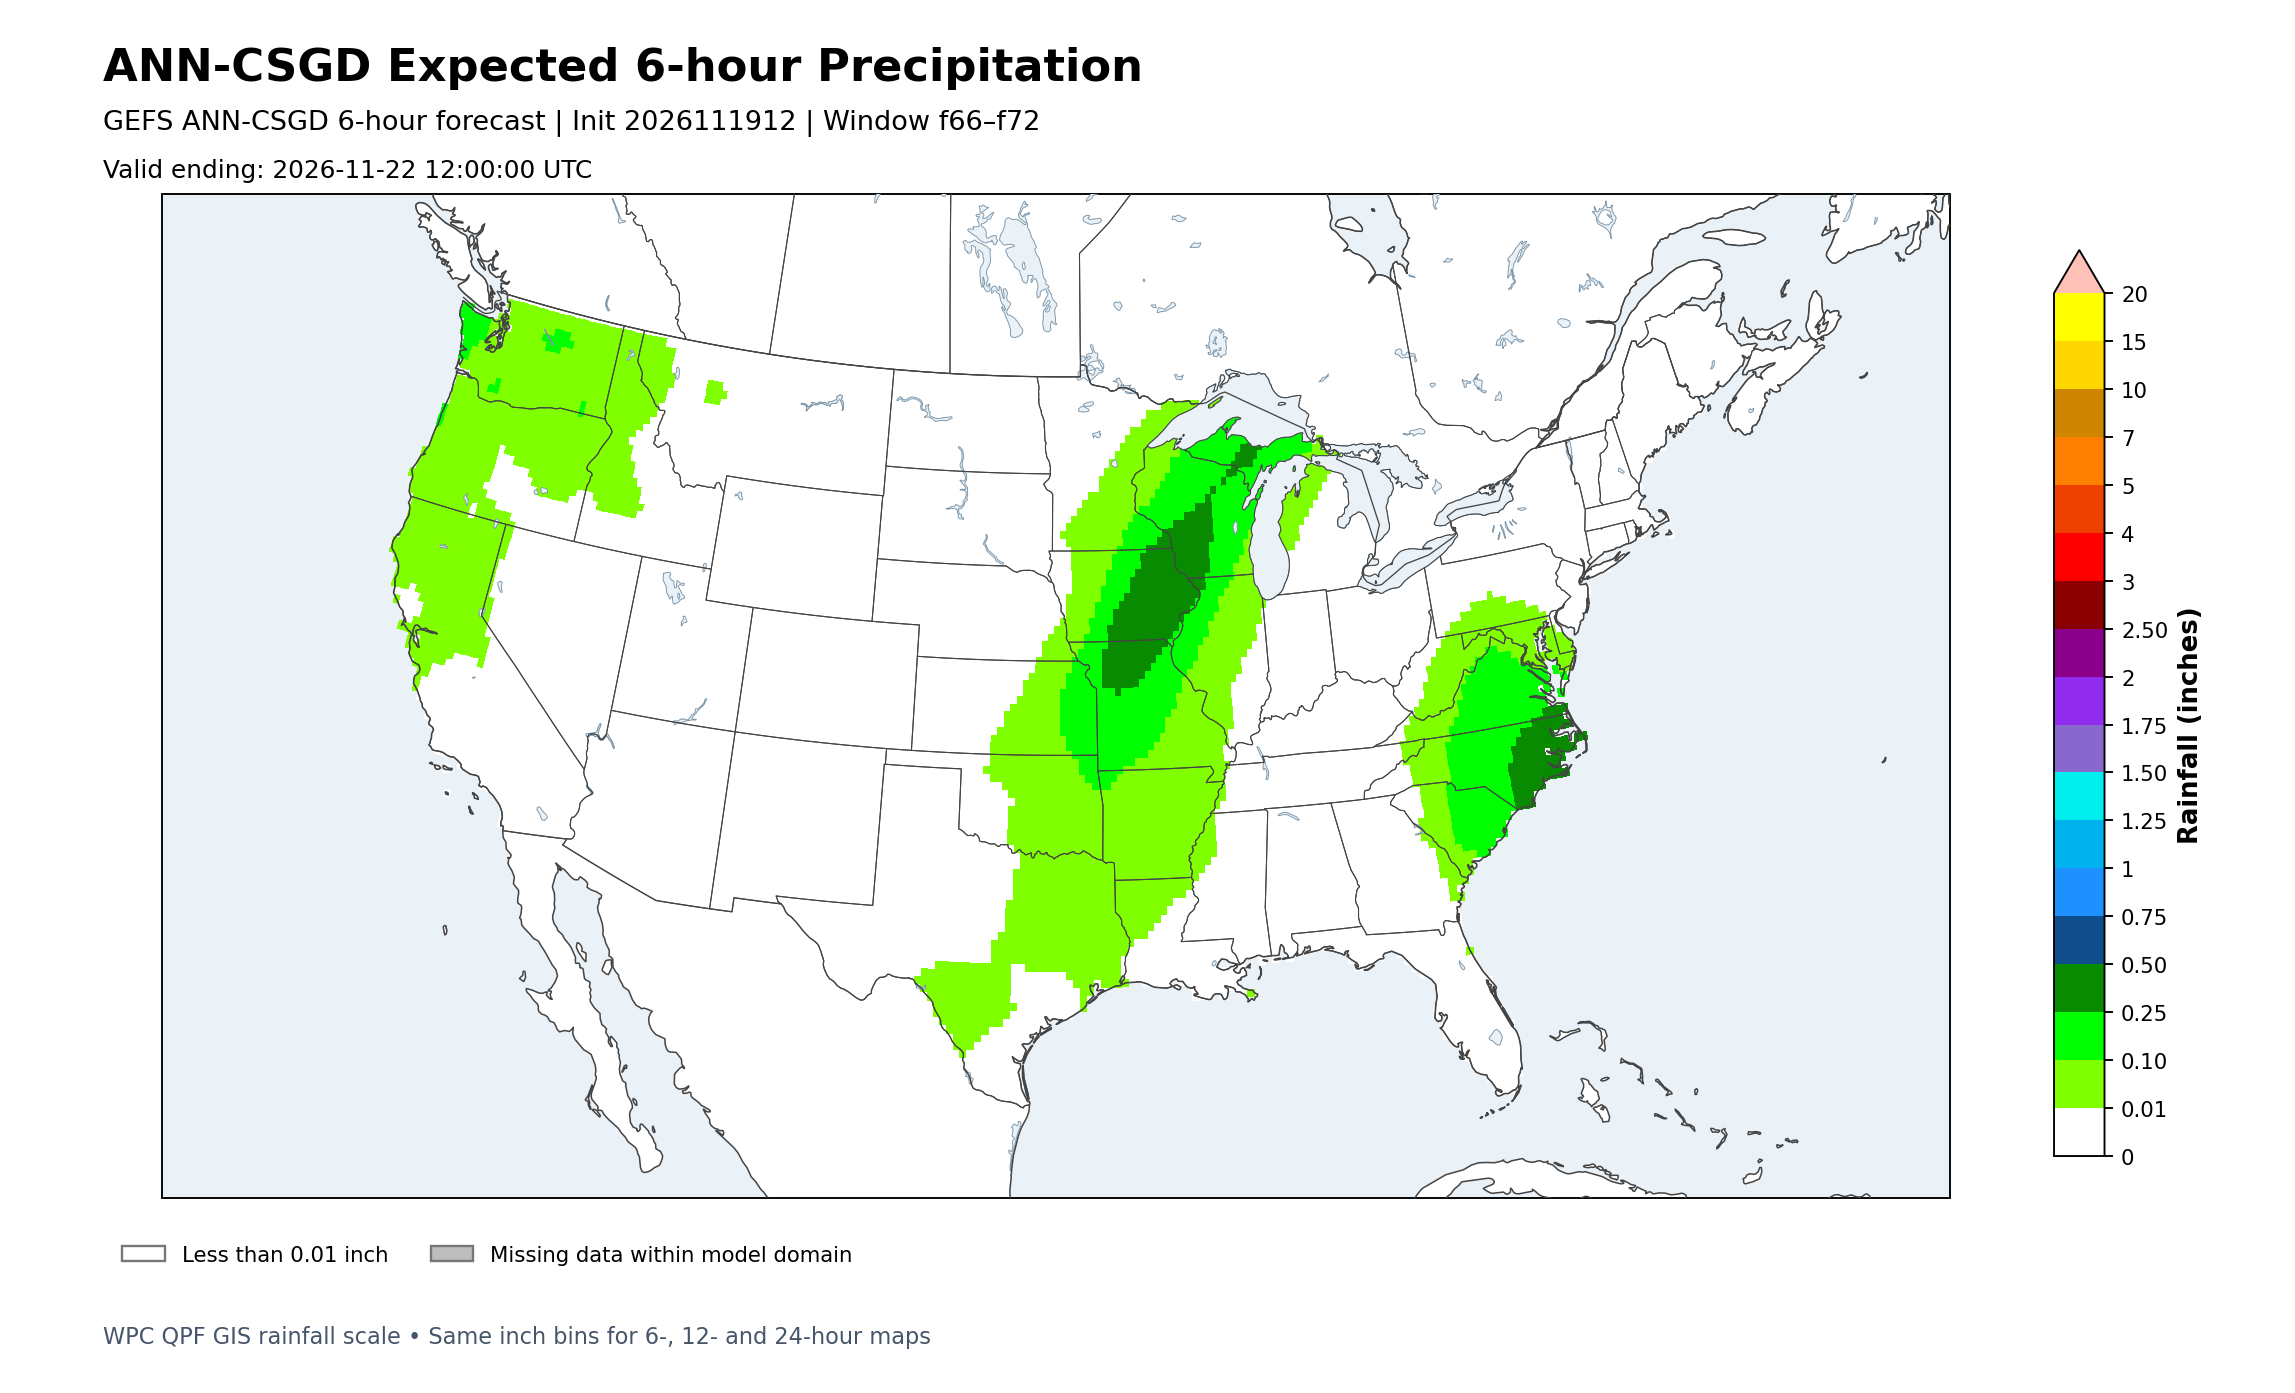 ANN-CSGD Expected 6-hour Precipitation
GEFS ANN-CSGD 6-hour forecast | Init 2026111912 | Window f66–f72
Valid ending: 2026-11-22 12:00:00 UTC
20
15
10
7
5
4
3
2.50
2
1.75
1.50
1.25
1
0.75
0.50
0.25
0.10
0.01
0
Rainfall (inches)
Less than 0.01 inch
Missing data within model domain
WPC QPF GIS rainfall scale • Same inch bins for 6-, 12- and 24-hour maps